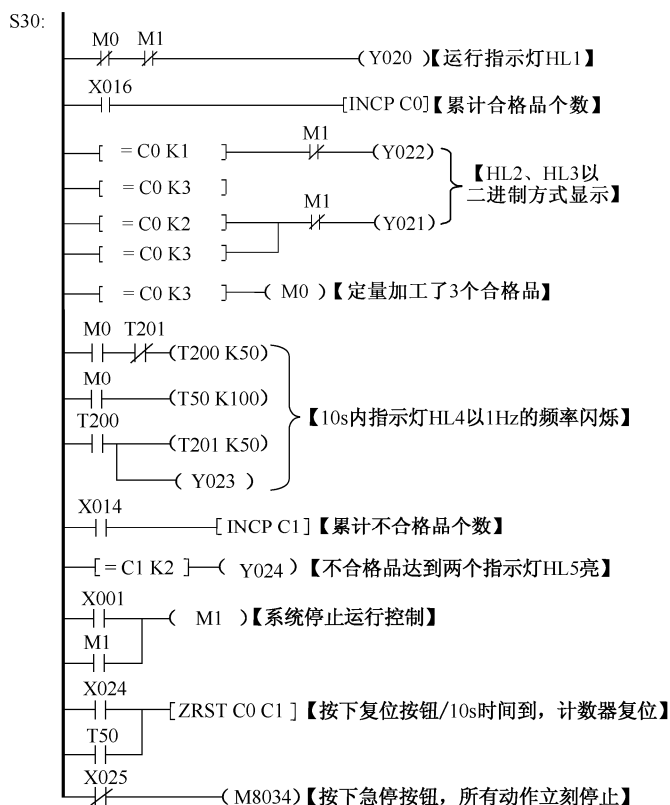 S30:
M0 M1
( Y020 )【运行指示灯HL1】
X016
[INCP C0]【累计合格品个数】
M1
[ = C0 K1 ] (Y022)
[ = C0 K3 ]
【HL2、HL3以
二进制方式显示】
M1
[ = C0 K2 ] (Y021)
[ = C0 K3 ]
[ = C0 K3 ] ( M0 )【定量加工了3个合格品】
M0 T201
(T200 K50)
M0
(T50 K100)
【10s内指示灯HL4以1Hz的频率闪烁】
T200
(T201 K50)
( Y023 )
X014
[ INCP C1 ]【累计不合格品个数】
[ = C1 K2 ] ( Y024 )【不合格品达到两个指示灯HL5亮】
X001
( M1 )【系统停止运行控制】
M1
X024
[ZRST C0 C1 ]【按下复位按钮/10s时间到，计数器复位】
T50
X025
( M8034)【按下急停按钮，所有动作立刻停止】